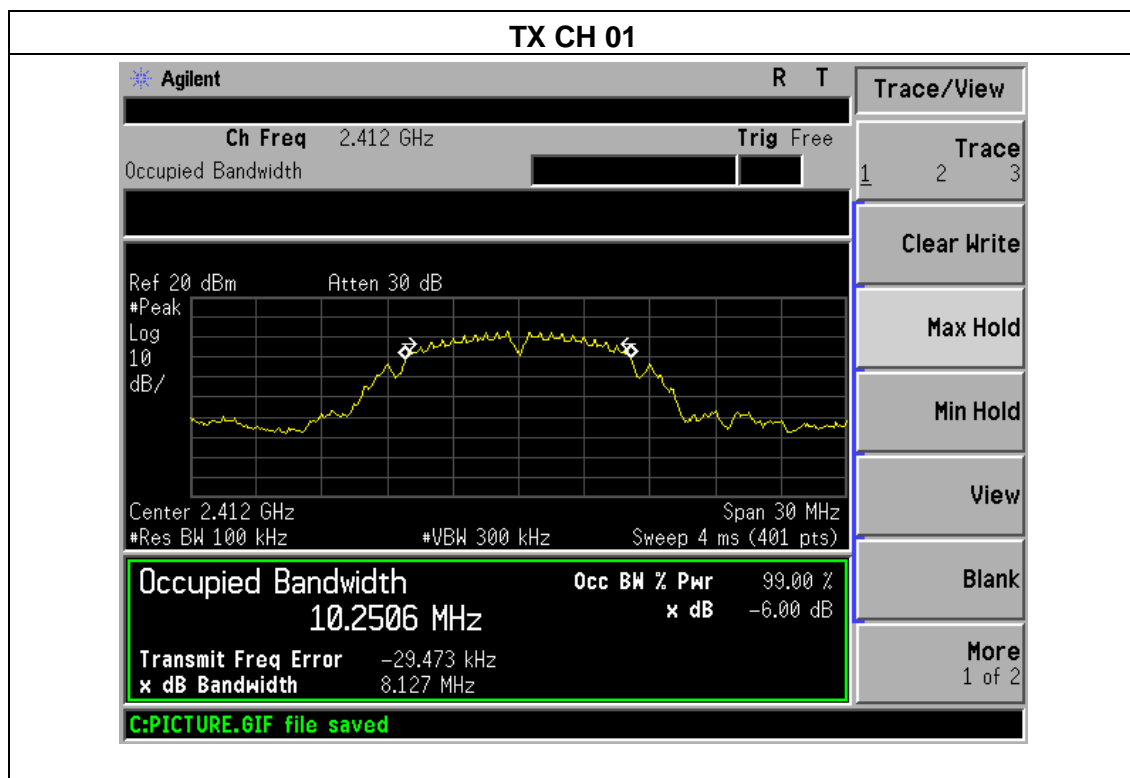 TX CH 01
Agilent R T
Ch Freq 2.412 GHz Trig Free
Occupied Bandwidth
Ref 20 dBm Atten 30 dB
#Peak
Log
10
dB/
Center 2.412 GHz Span 30 MHz
#Res BW 100 kHz #VBW 300 kHz Sweep 4 ms (401 pts)
Occupied Bandwidth Occ BW % Pwr 99.00 %
10.2506 MHz x dB -6.00 dB
Transmit Freq Error -29.473 kHz
x dB Bandwidth 8.127 MHz
C:PICTURE.GIF file saved
Trace/View
Trace
1 2 3
Clear Write
Max Hold
Min Hold
View
Blank
More
1 of 2